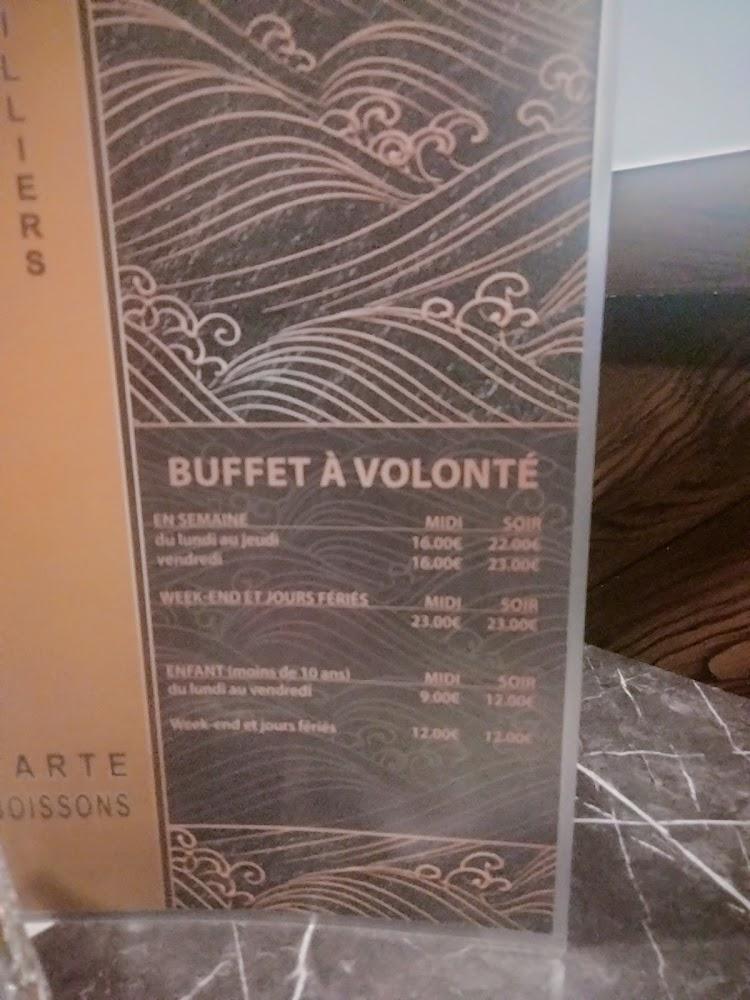 ILLIERS
ARTE
BOISSONS
BUFFET À VOLONTÉ
EN SEMAINE MIDI SOIR
du lundi au jeudi 16.00€ 22.00€
vendredi 16.00€ 23.00€
WEEK-END ET JOURS FÉRIÉS MIDI SOIR
23.00€ 23.00€
ENFANT (moins de 10 ans) MIDI SOIR
du lundi au vendredi 9.00€ 12.00€
Week-end et jours fériés 12.00€ 12.00€